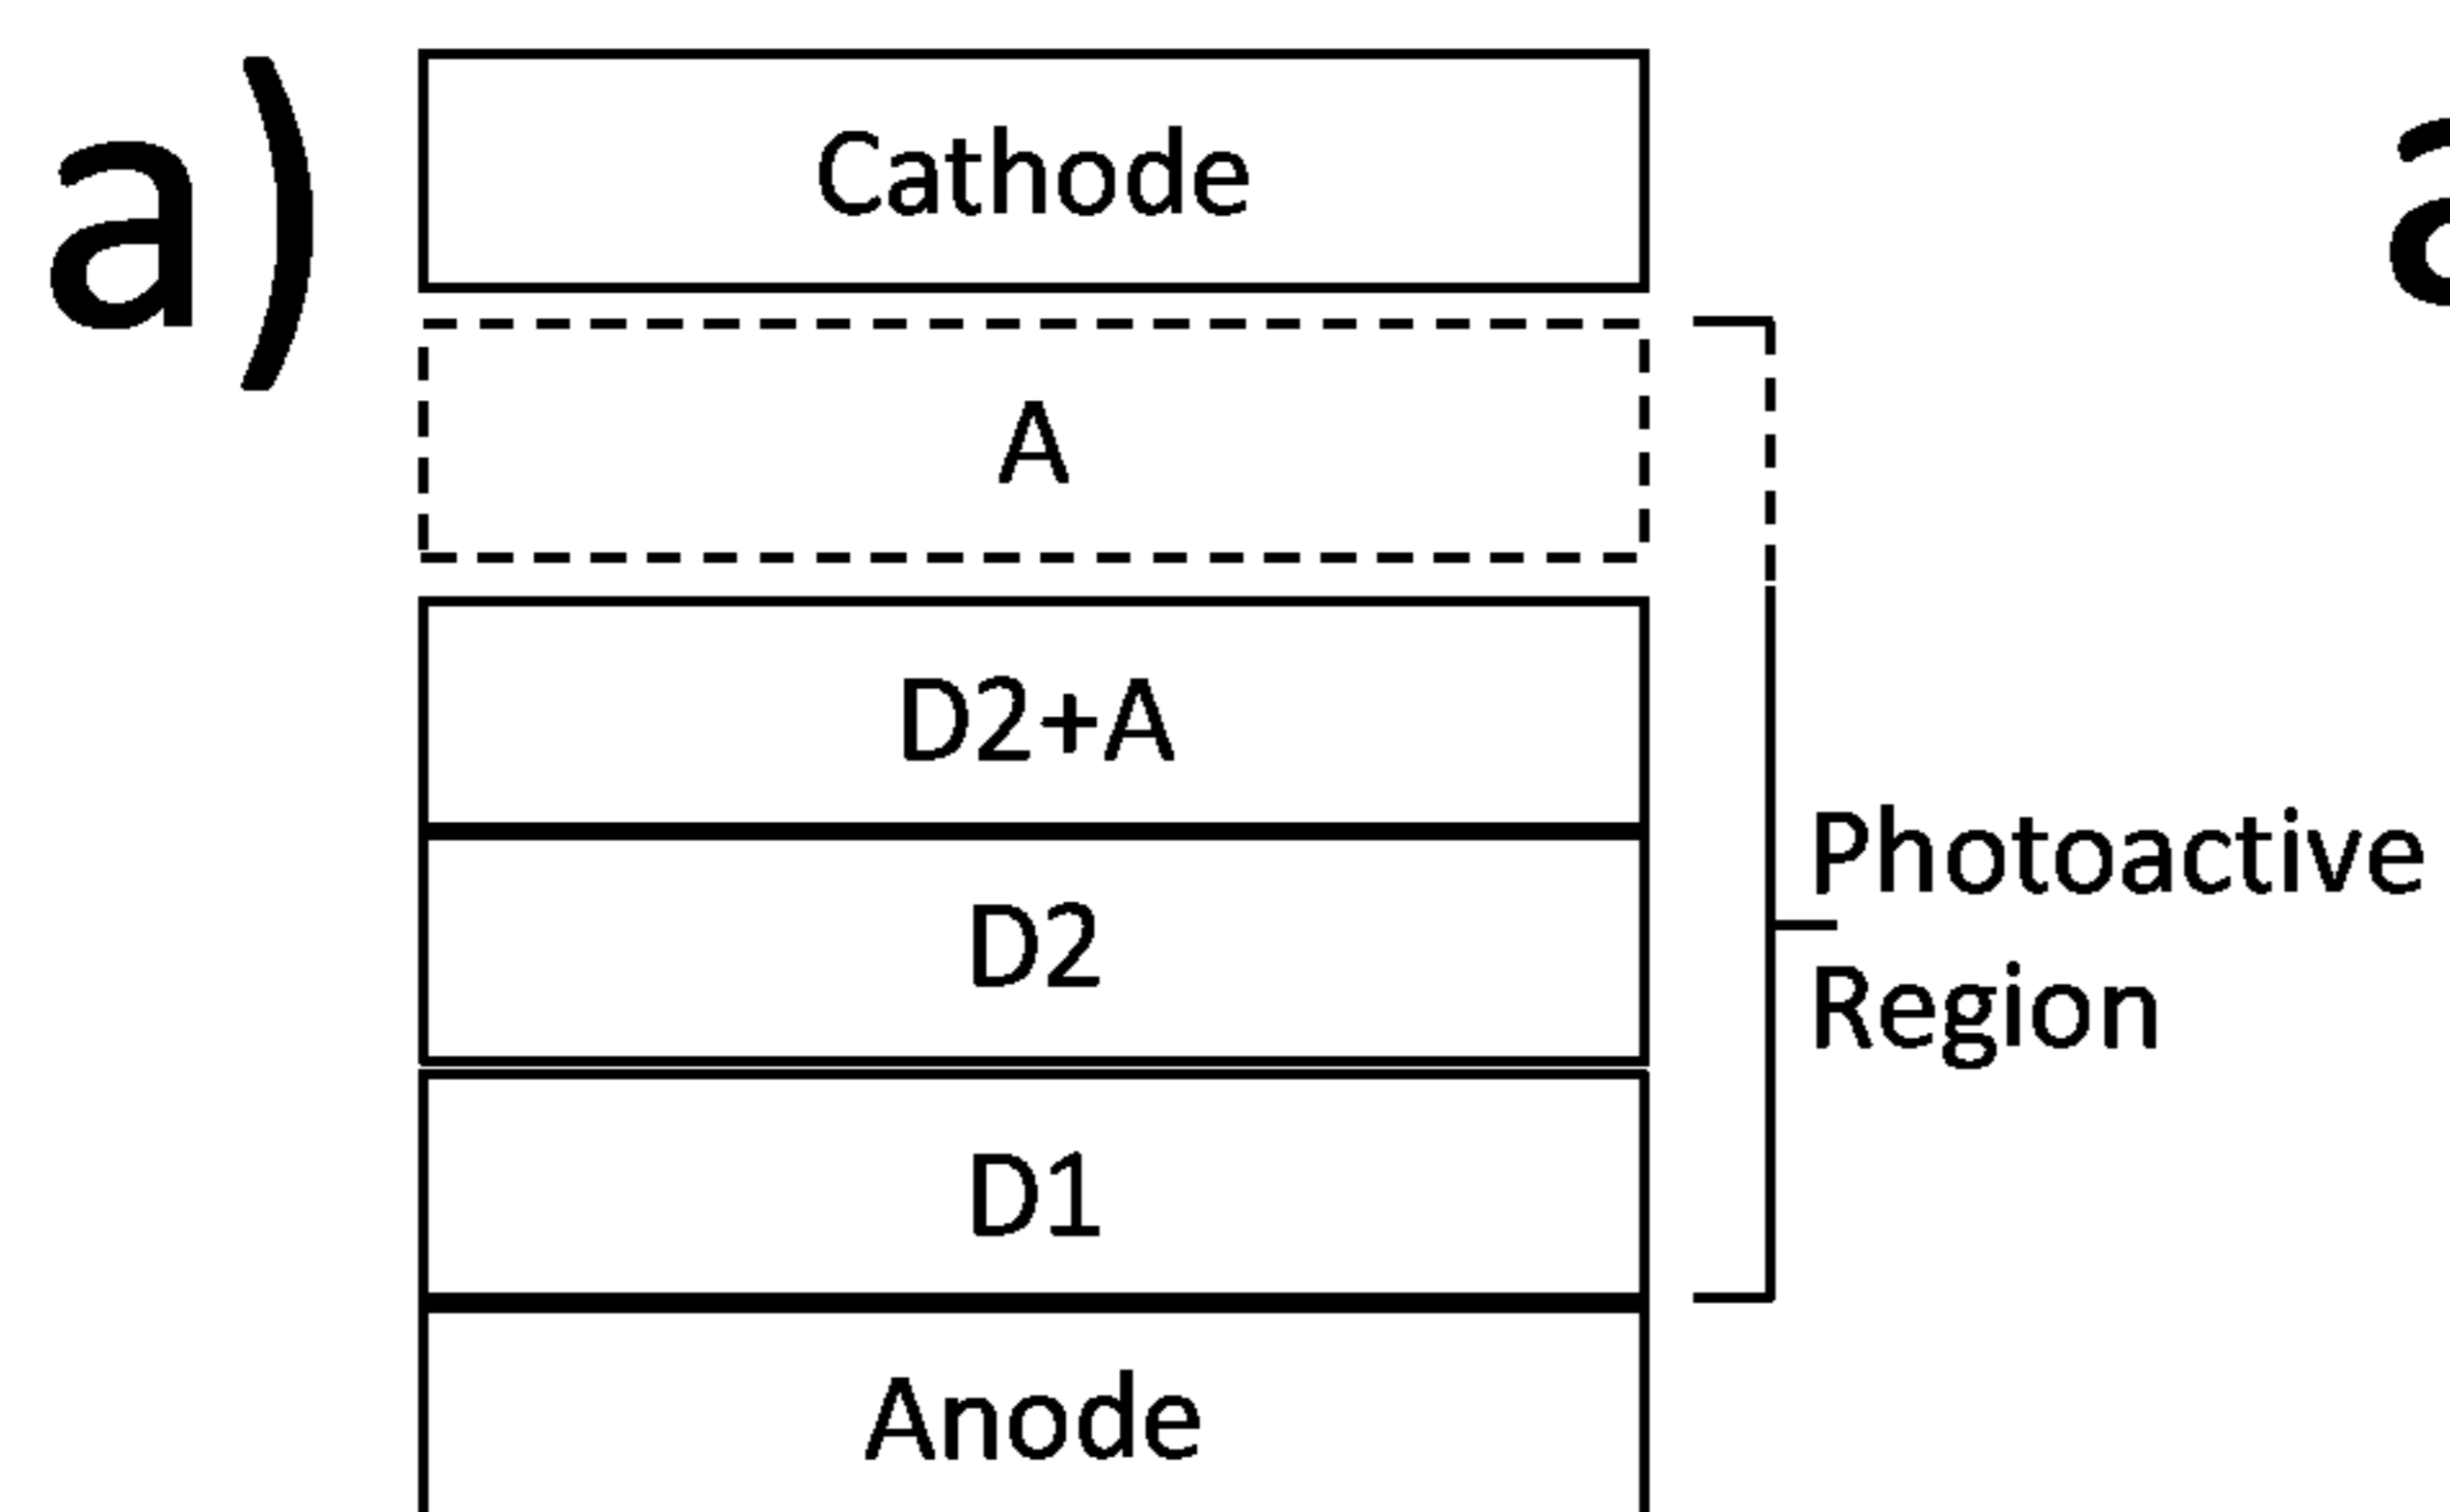 a)
Cathode
A
D2+A
D2
Photoactive
Region
D1
Anode